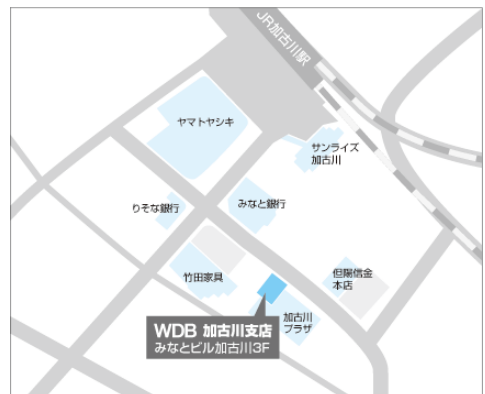 JR加古川駅
ヤマトヤシキ
サンライズ
加古川
りそな銀行
みなと銀行
竹田家具
但陽信金
本店
加古川
プラザ
WDB 加古川支店
みなとビル加古川3F